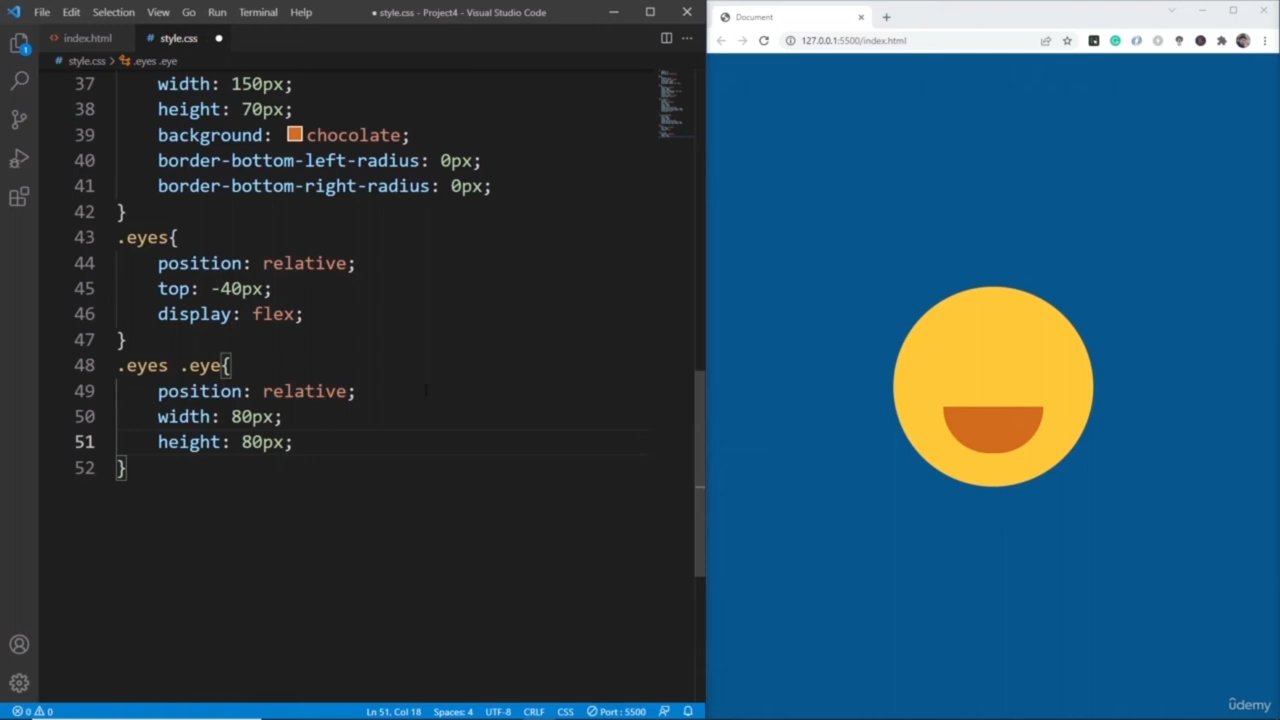 File Edit Selection View Go Run Terminal Help
● style.css - Project4 - Visual Studio Code
Document
index.html
# style.css ●
127.0.0.1:5500/index.html
# style.css > .eyes .eye
37 width: 150px;
38 height: 70px;
39 background: chocolate;
40 border-bottom-left-radius: 0px;
41 border-bottom-right-radius: 0px;
42 }
43 .eyes{
44 position: relative;
45 top: -40px;
46 display: flex;
47 }
48 .eyes .eye{
49 position: relative;
50 width: 80px;
51 height: 80px;
52 }
1
0 0
Ln 51, Col 18 Spaces: 4 UTF-8 CRLF CSS Port : 5500
ûdemy